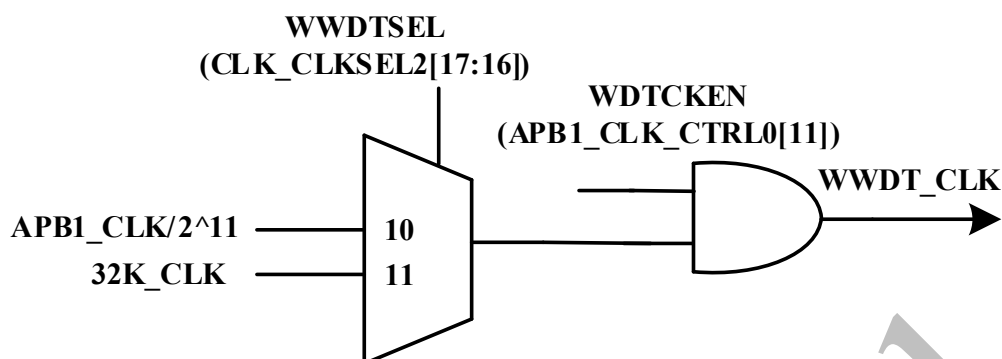 WWDTSEL
(CLK_CLKSEL2[17:16])
WDTCKEN
(APB1_CLK_CTRL0[11])
WWDT_CLK
APB1_CLK/2^11
10
32K_CLK
11